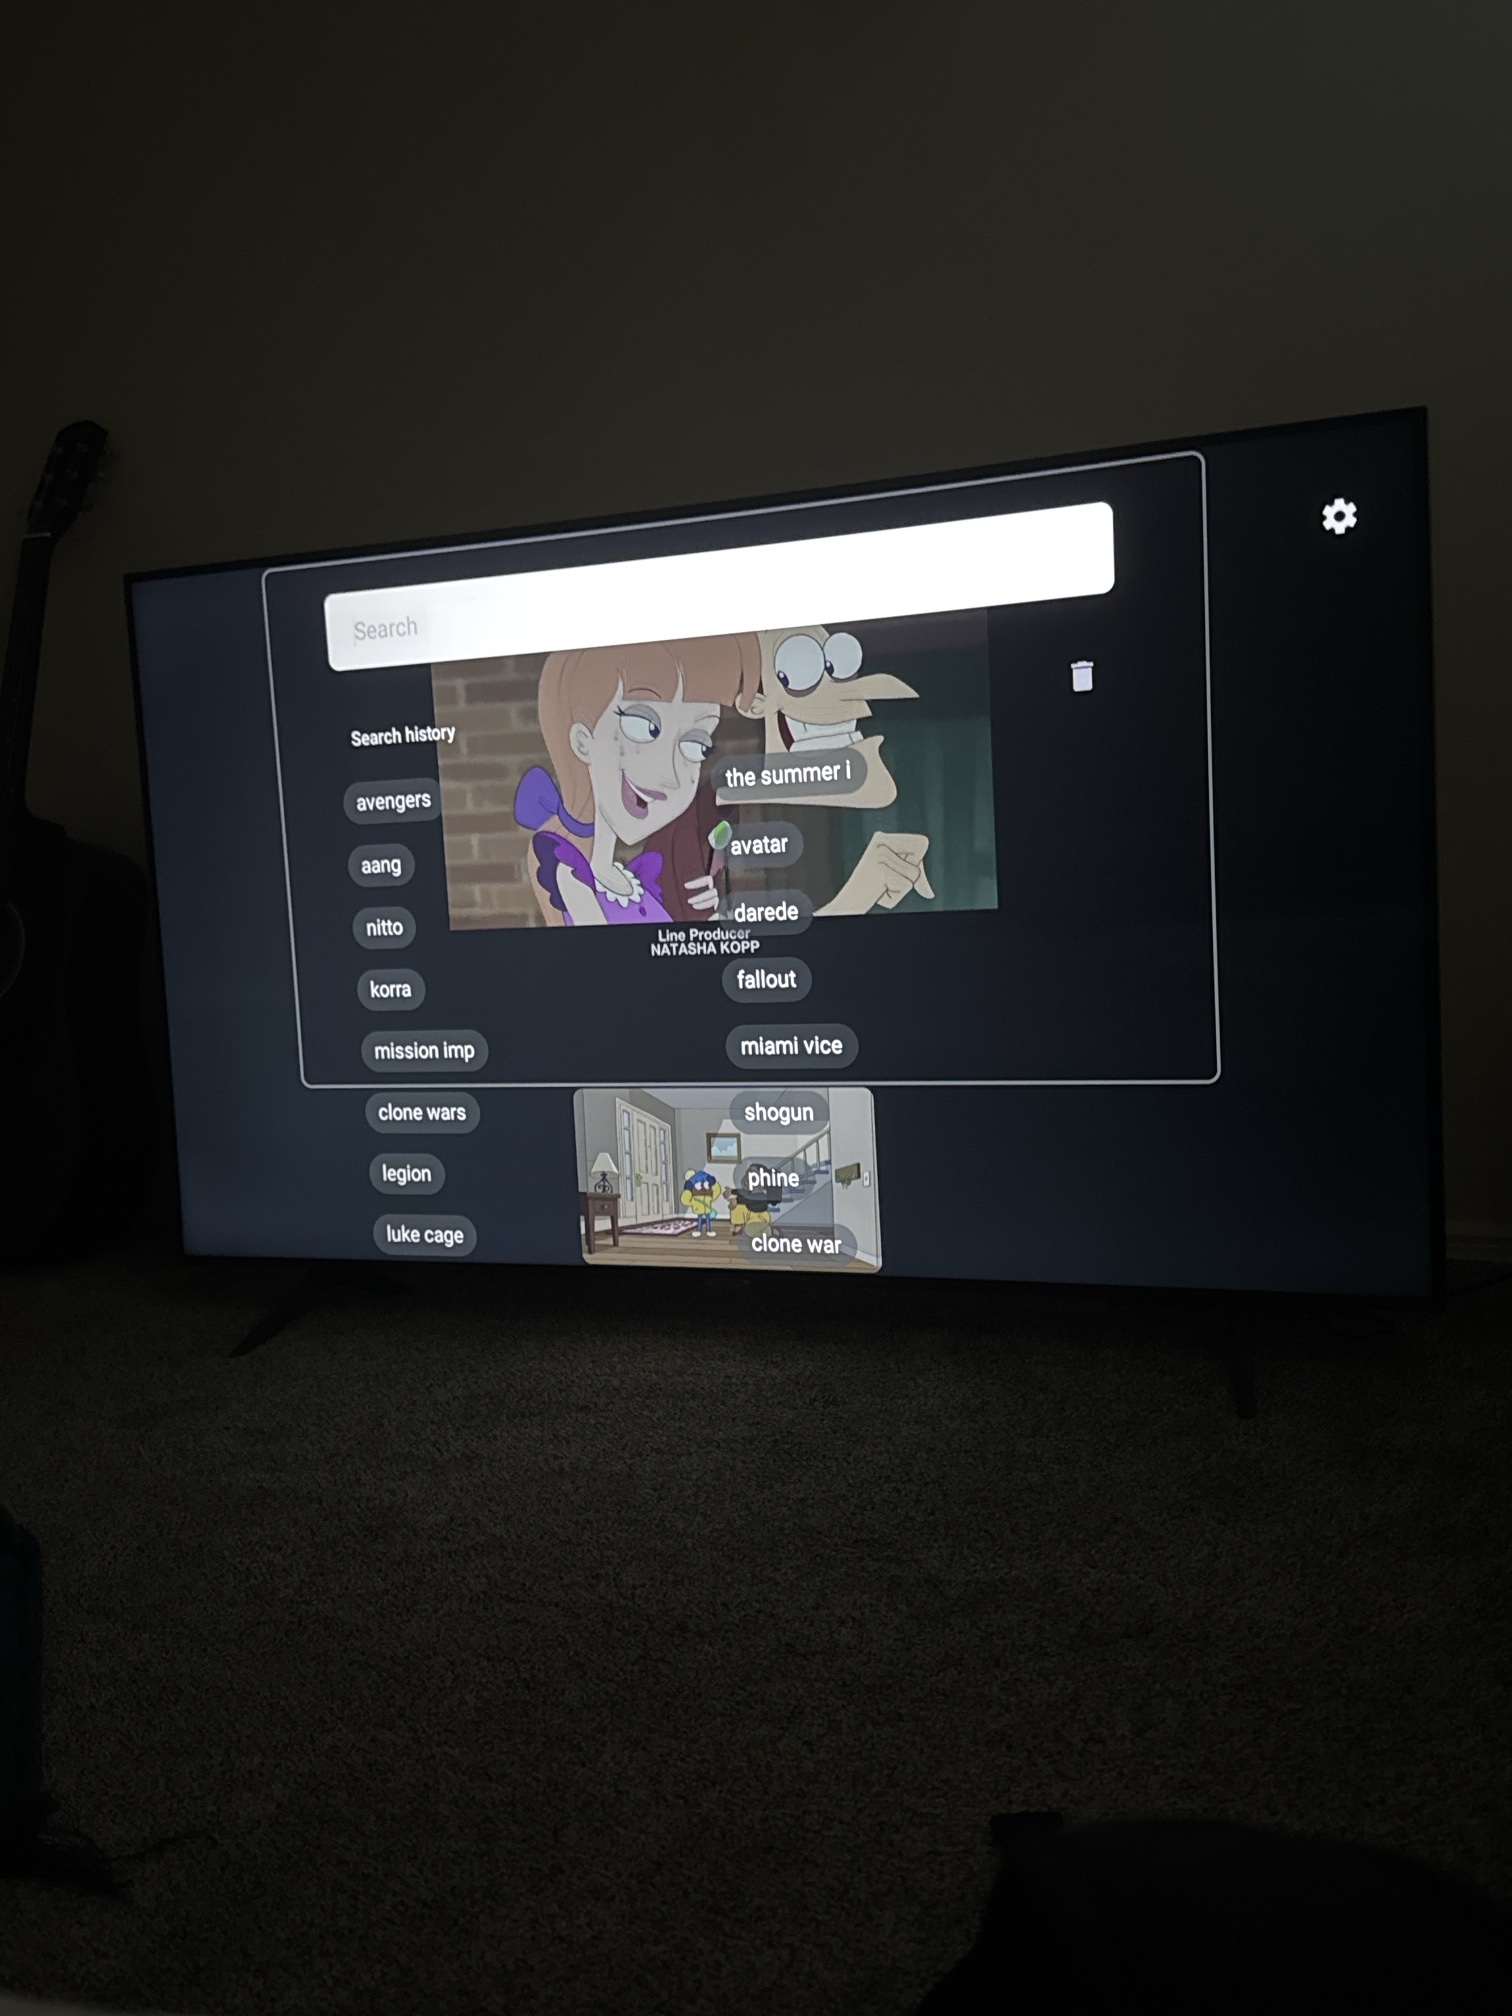 Search
Search history
avengers
aang
nitto
korra
mission imp
clone wars
legion
luke cage
the summer i
avatar
darede
Line Producer
NATASHA KOPP
fallout
miami vice
shogun
phine
clone war